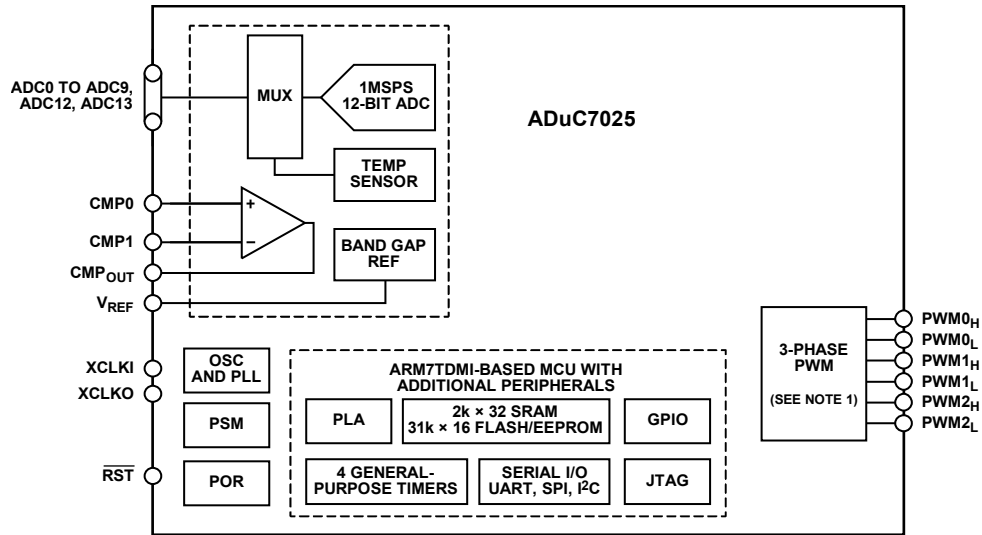 ADC0 TO ADC9,
ADC12, ADC13
MUX
1MSPS
12-BIT ADC
ADuC7025
TEMP
SENSOR
CMP0
+
CMP1
−
CMPOUT
BAND GAP
REF
VREF
XCLKI
XCLKO
OSC
AND PLL
PSM
POR
RST
ARM7TDMI-BASED MCU WITH
ADDITIONAL PERIPHERALS
PLA
2k × 32 SRAM
31k × 16 FLASH/EEPROM
GPIO
4 GENERAL-
PURPOSE TIMERS
SERIAL I/O
UART, SPI, I²C
JTAG
3-PHASE
PWM
(SEE NOTE 1)
PWM0H
PWM0L
PWM1H
PWM1L
PWM2H
PWM2L